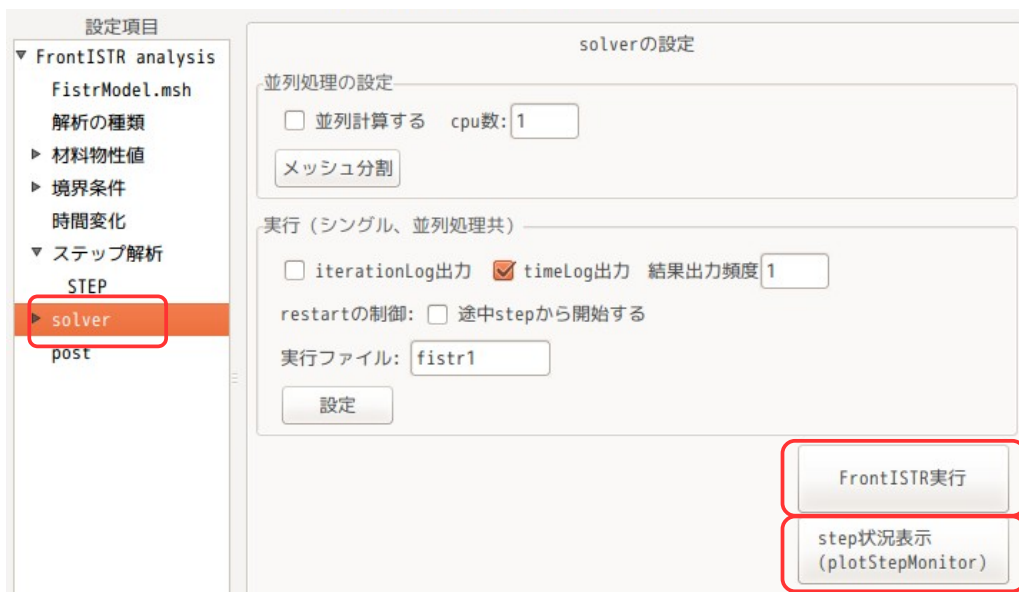 設定項目
FrontISTR analysis
FistrModel.msh
解析の種類
材料物性値
境界条件
時間変化
ステップ解析
STEP
solver
post
solverの設定
並列処理の設定
並列計算する cpu数: 1
メッシュ分割
実行（シングル、並列処理共）
iterationLog出力 timeLog出力 結果出力頻度 1
restartの制御: 途中stepから開始する
実行ファイル: fistr1
設定
FrontISTR実行
step状況表示
(plotStepMonitor)